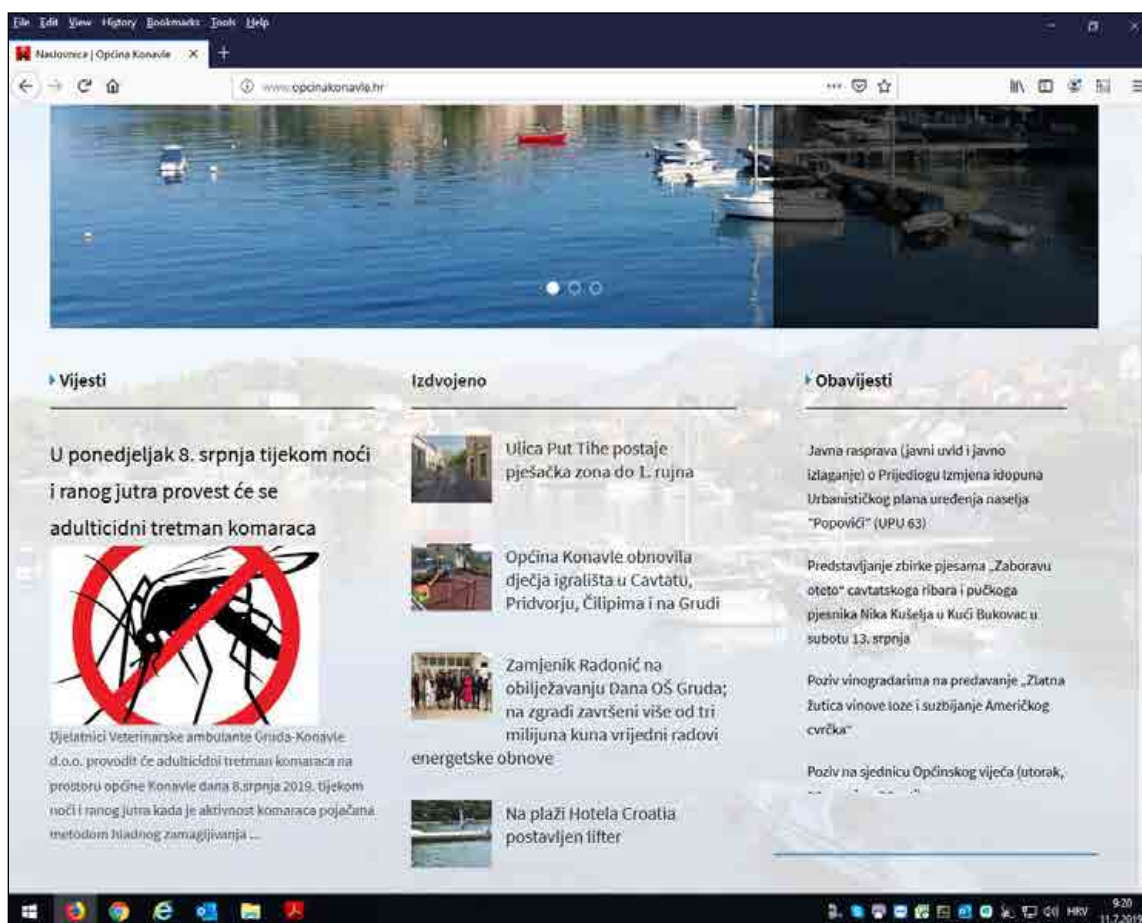 File Edit View History Bookmarks Tools Help
Naslovnica | Općina Konavle
www.opcinakonavle.hr
Vijesti
U ponedjeljak 8. srpnja tijekom noći
i ranog jutra provest će se
adulticidni tretman komaraca
Djelatnici Veterinarske ambulante Gruda-Konavle
d.o.o. provodit će adulticidni tretman komaraca na
prostoru općine Konavle dana 8.srpnja 2019. tijekom
noći i ranog jutra kada je aktivnost komaraca pojačana
metodom hladnog zamagljivanja ...
Izdvojeno
Ulica Put Tihe postaje
pješačka zona do 1. rujna
Općina Konavle obnovila
dječja igrališta u Cavtatu,
Pridvorju, Čilipima i na Grudi
Zamjenik Radonić na
obilježavanju Dana OŠ Gruda;
na zgradi završeni više od tri
milijuna kuna vrijedni radovi
energetske obnove
Na plaži Hotela Croatia
postavljen lifter
Obavijesti
Javna rasprava (javni uvid i javno
izlaganje) o Prijedlogu Izmjena idopuna
Urbanističkog plana uređenja naselja
"Popovići" (UPU 63)
Predstavljanje zbirke pjesama „Zaboravu
oteto“ cavtatskoga ribara i pučkoga
pjesnika Nika Kušelja u Kući Bukovac u
subotu 13. srpnja
Poziv vinogradarima na predavanje „Zlatna
žutica vinove loze i suzbijanje Američkog
cvrčka“
Poziv na sjednicu Općinskog vijeća (utorak,
HRV
9:20